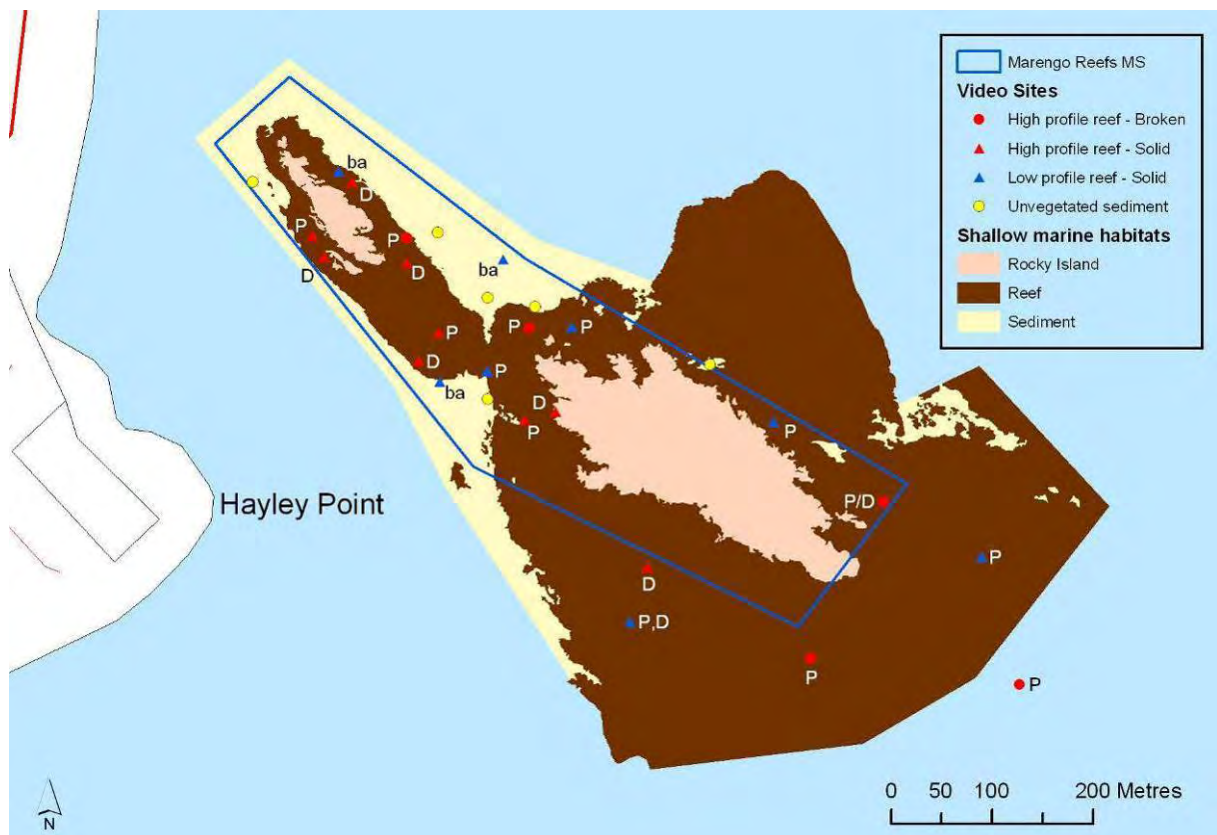 Marengo Reefs MS
Video Sites
High profile reef - Broken
High profile reef - Solid
Low profile reef - Solid
Unvegetated sediment
Shallow marine habitats
Rocky Island
Reef
Sediment
ba
D
P
P
D
D
ba
P
P
P
D
P
ba
D
P
P
Hayley Point
P/D
P
D
P,D
P
P
0 50 100 200 Metres
N